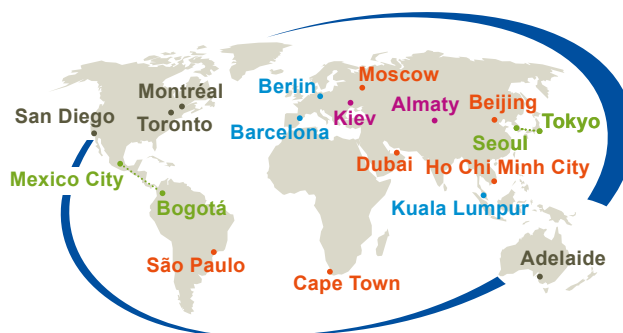 Moscow
Berlin
Montréal
Almaty
Beijing
San Diego
Kiev
Tokyo
Toronto
Barcelona
Seoul
Dubai
Ho Chi Minh City
Mexico City
Bogotá
Kuala Lumpur
Adelaide
São Paulo
Cape Town